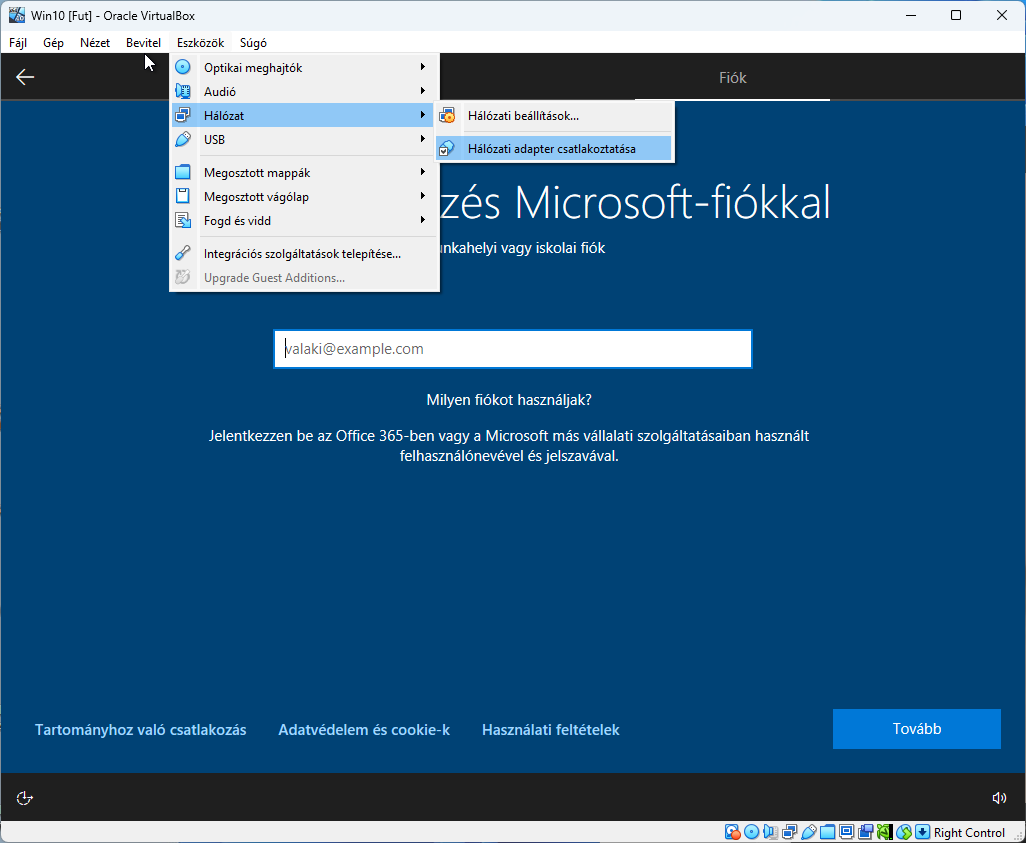 Win10 [Fut] - Oracle VirtualBox
Fájl Gép Nézet Bevitel Eszközök Súgó
Fiók
Optikai meghajtók
Audió
Hálózat
USB
Megosztott mappák
Megosztott vágólap
Fogd és vidd
Integrációs szolgáltatások telepítése...
Upgrade Guest Additions...
Hálózati beállítások...
Hálózati adapter csatlakoztatása
zés Microsoft-fiókkal
unkahelyi vagy iskolai fiók
valaki@example.com
Milyen fiókot használjak?
Jelentkezzen be az Office 365-ben vagy a Microsoft más vállalati szolgáltatásaiban használt
felhasználónevével és jelszavával.
Tartományhoz való csatlakozás Adatvédelem és cookie-k Használati feltételek Tovább
Right Control